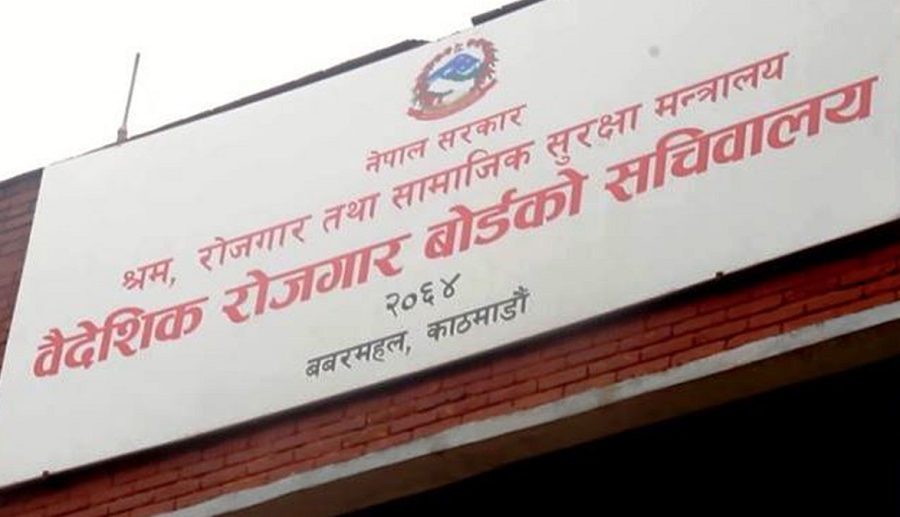 नेपाल सरकार
श्रम, रोजगार तथा सामाजिक सुरक्षा मन्त्रालय
वैदेशिक रोजगार बोर्डको सचिवालय
२०६४
बबरमहल, काठमाडौं